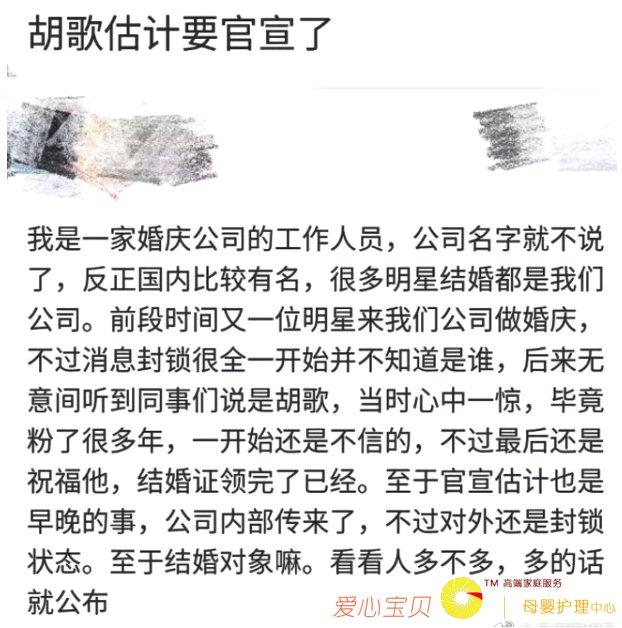 胡歌估计要官宣了
我是一家婚庆公司的工作人员，公司名字就不说
了，反正国内比较有名，很多明星结婚都是我们
公司。前段时间又一位明星来我们公司做婚庆，
不过消息封锁很全一开始并不知道是谁，后来无
意间听到同事们说是胡歌，当时心中一惊，毕竟
粉了很多年，一开始还是不信的，不过最后还是
祝福他，结婚证领完了已经。至于官宣估计也是
早晚的事，公司内部传来了，不过对外还是封锁
状态。至于结婚对象嘛。看看人多不多，多的话
就公布
爱心宝贝 TM 高端家庭服务 | 母婴护理中心